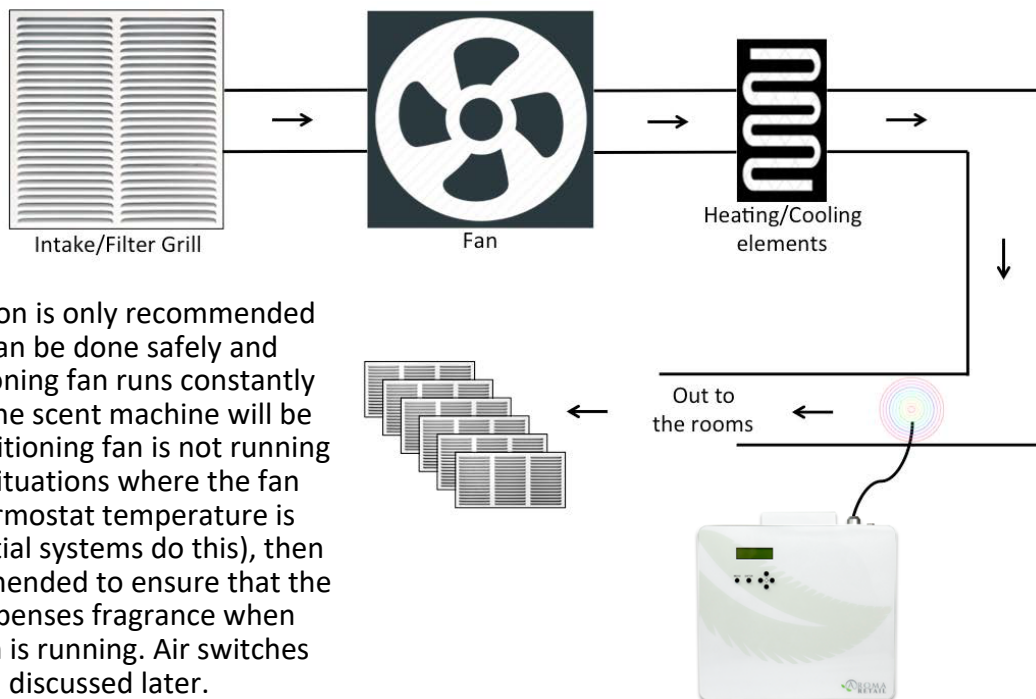 Intake/Filter Grill
Fan
Heating/Cooling
elements
on is only recommended
an be done safely and
oning fan runs constantly
he scent machine will be
itioning fan is not running
ituations where the fan
rmostat temperature is
tial systems do this), then
nended to ensure that the
penses fragrance when
n is running. Air switches
discussed later.
Out to
the rooms
AROMA
RETAIL